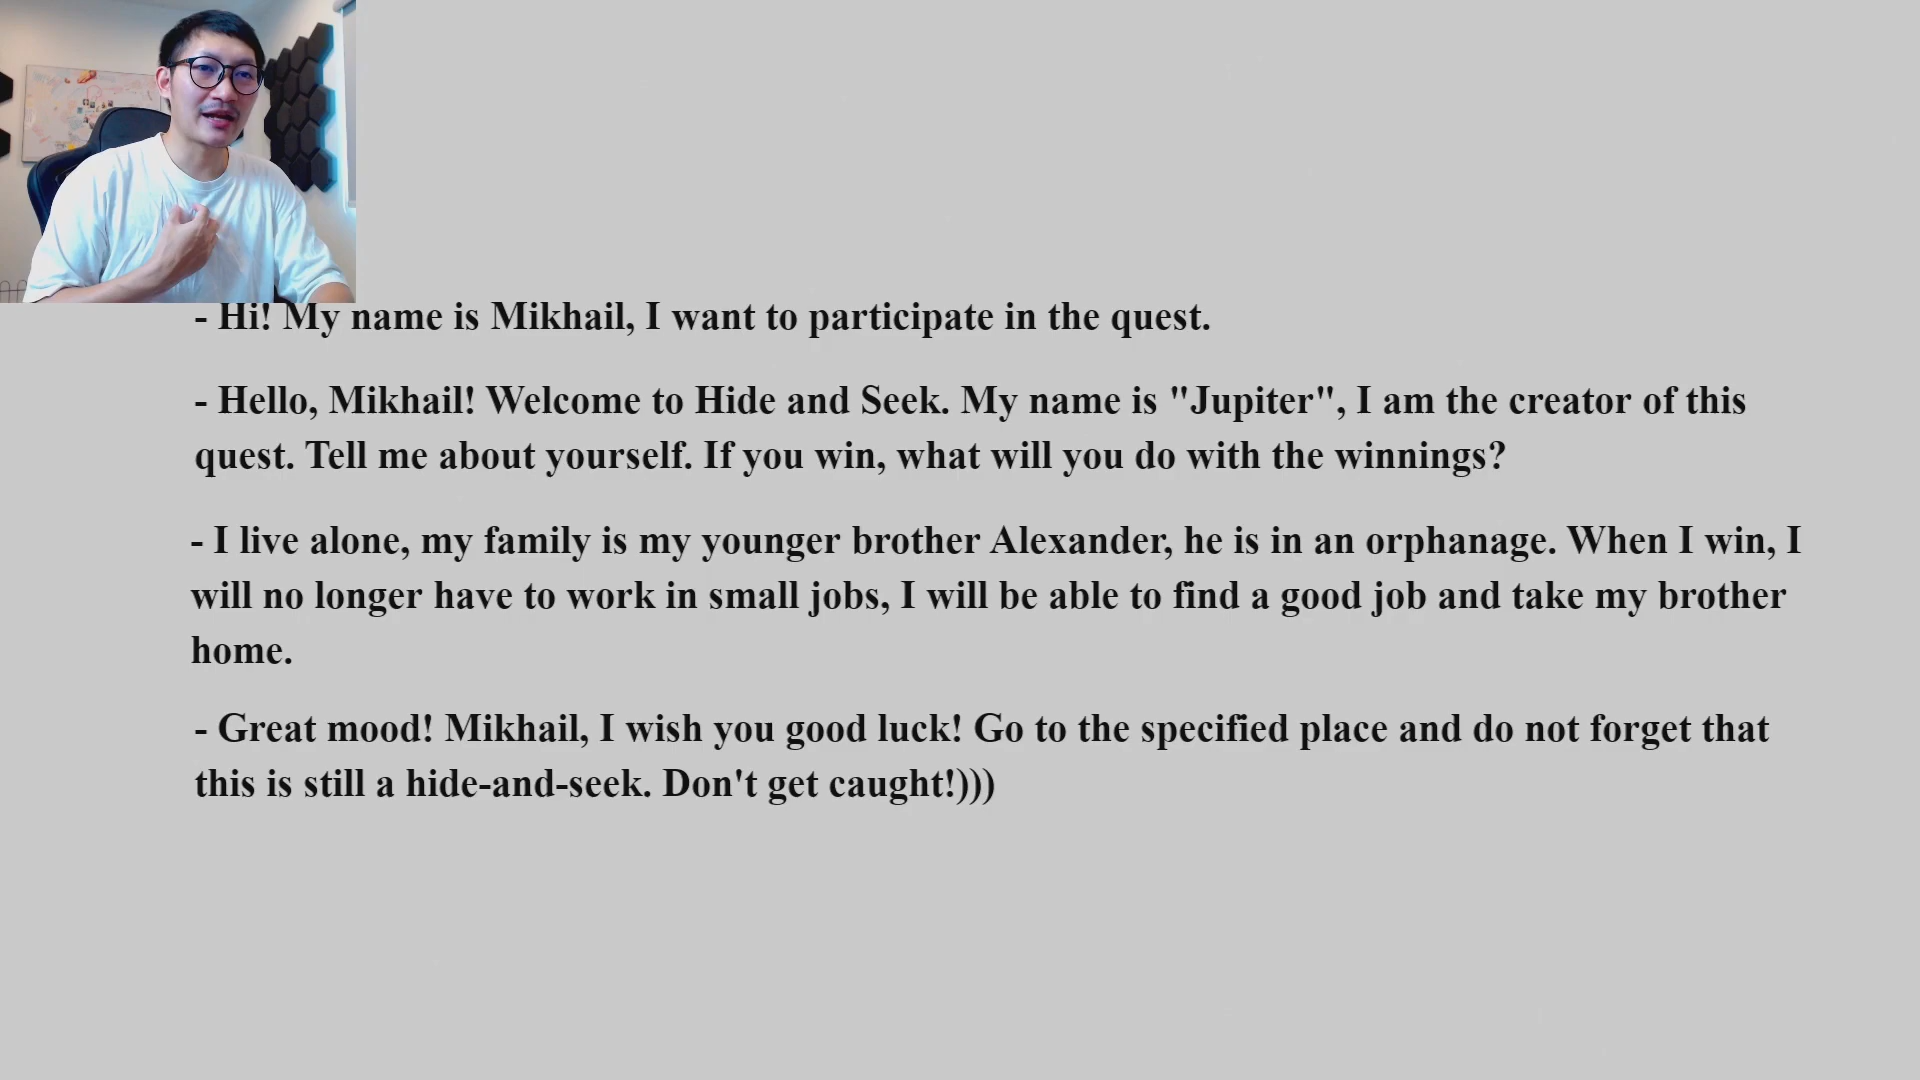 - Hi! My name is Mikhail, I want to participate in the quest.
- Hello, Mikhail! Welcome to Hide and Seek. My name is "Jupiter", I am the creator of this
quest. Tell me about yourself. If you win, what will you do with the winnings?
- I live alone, my family is my younger brother Alexander, he is in an orphanage. When I win, I
will no longer have to work in small jobs, I will be able to find a good job and take my brother
home.
- Great mood! Mikhail, I wish you good luck! Go to the specified place and do not forget that
this is still a hide-and-seek. Don't get caught!)))